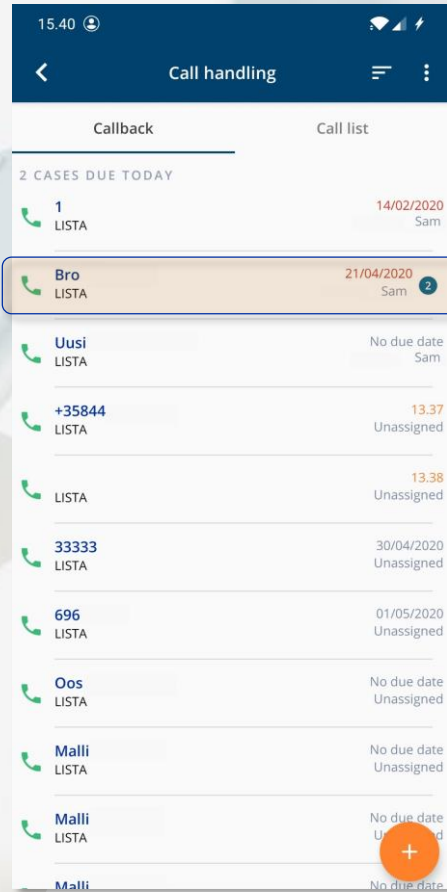 15.40
Call handling
Callback Call list
2 CASES DUE TODAY
1 14/02/2020
LISTA Sam
Bro 21/04/2020
LISTA Sam 2
Uusi No due date
LISTA Sam
+35844 13.37
LISTA Unassigned
13.38
LISTA Unassigned
33333 30/04/2020
LISTA Unassigned
696 01/05/2020
LISTA Unassigned
Oos No due date
LISTA Unassigned
Malli No due date
LISTA Unassigned
Malli No due date
LISTA
Malli No due date